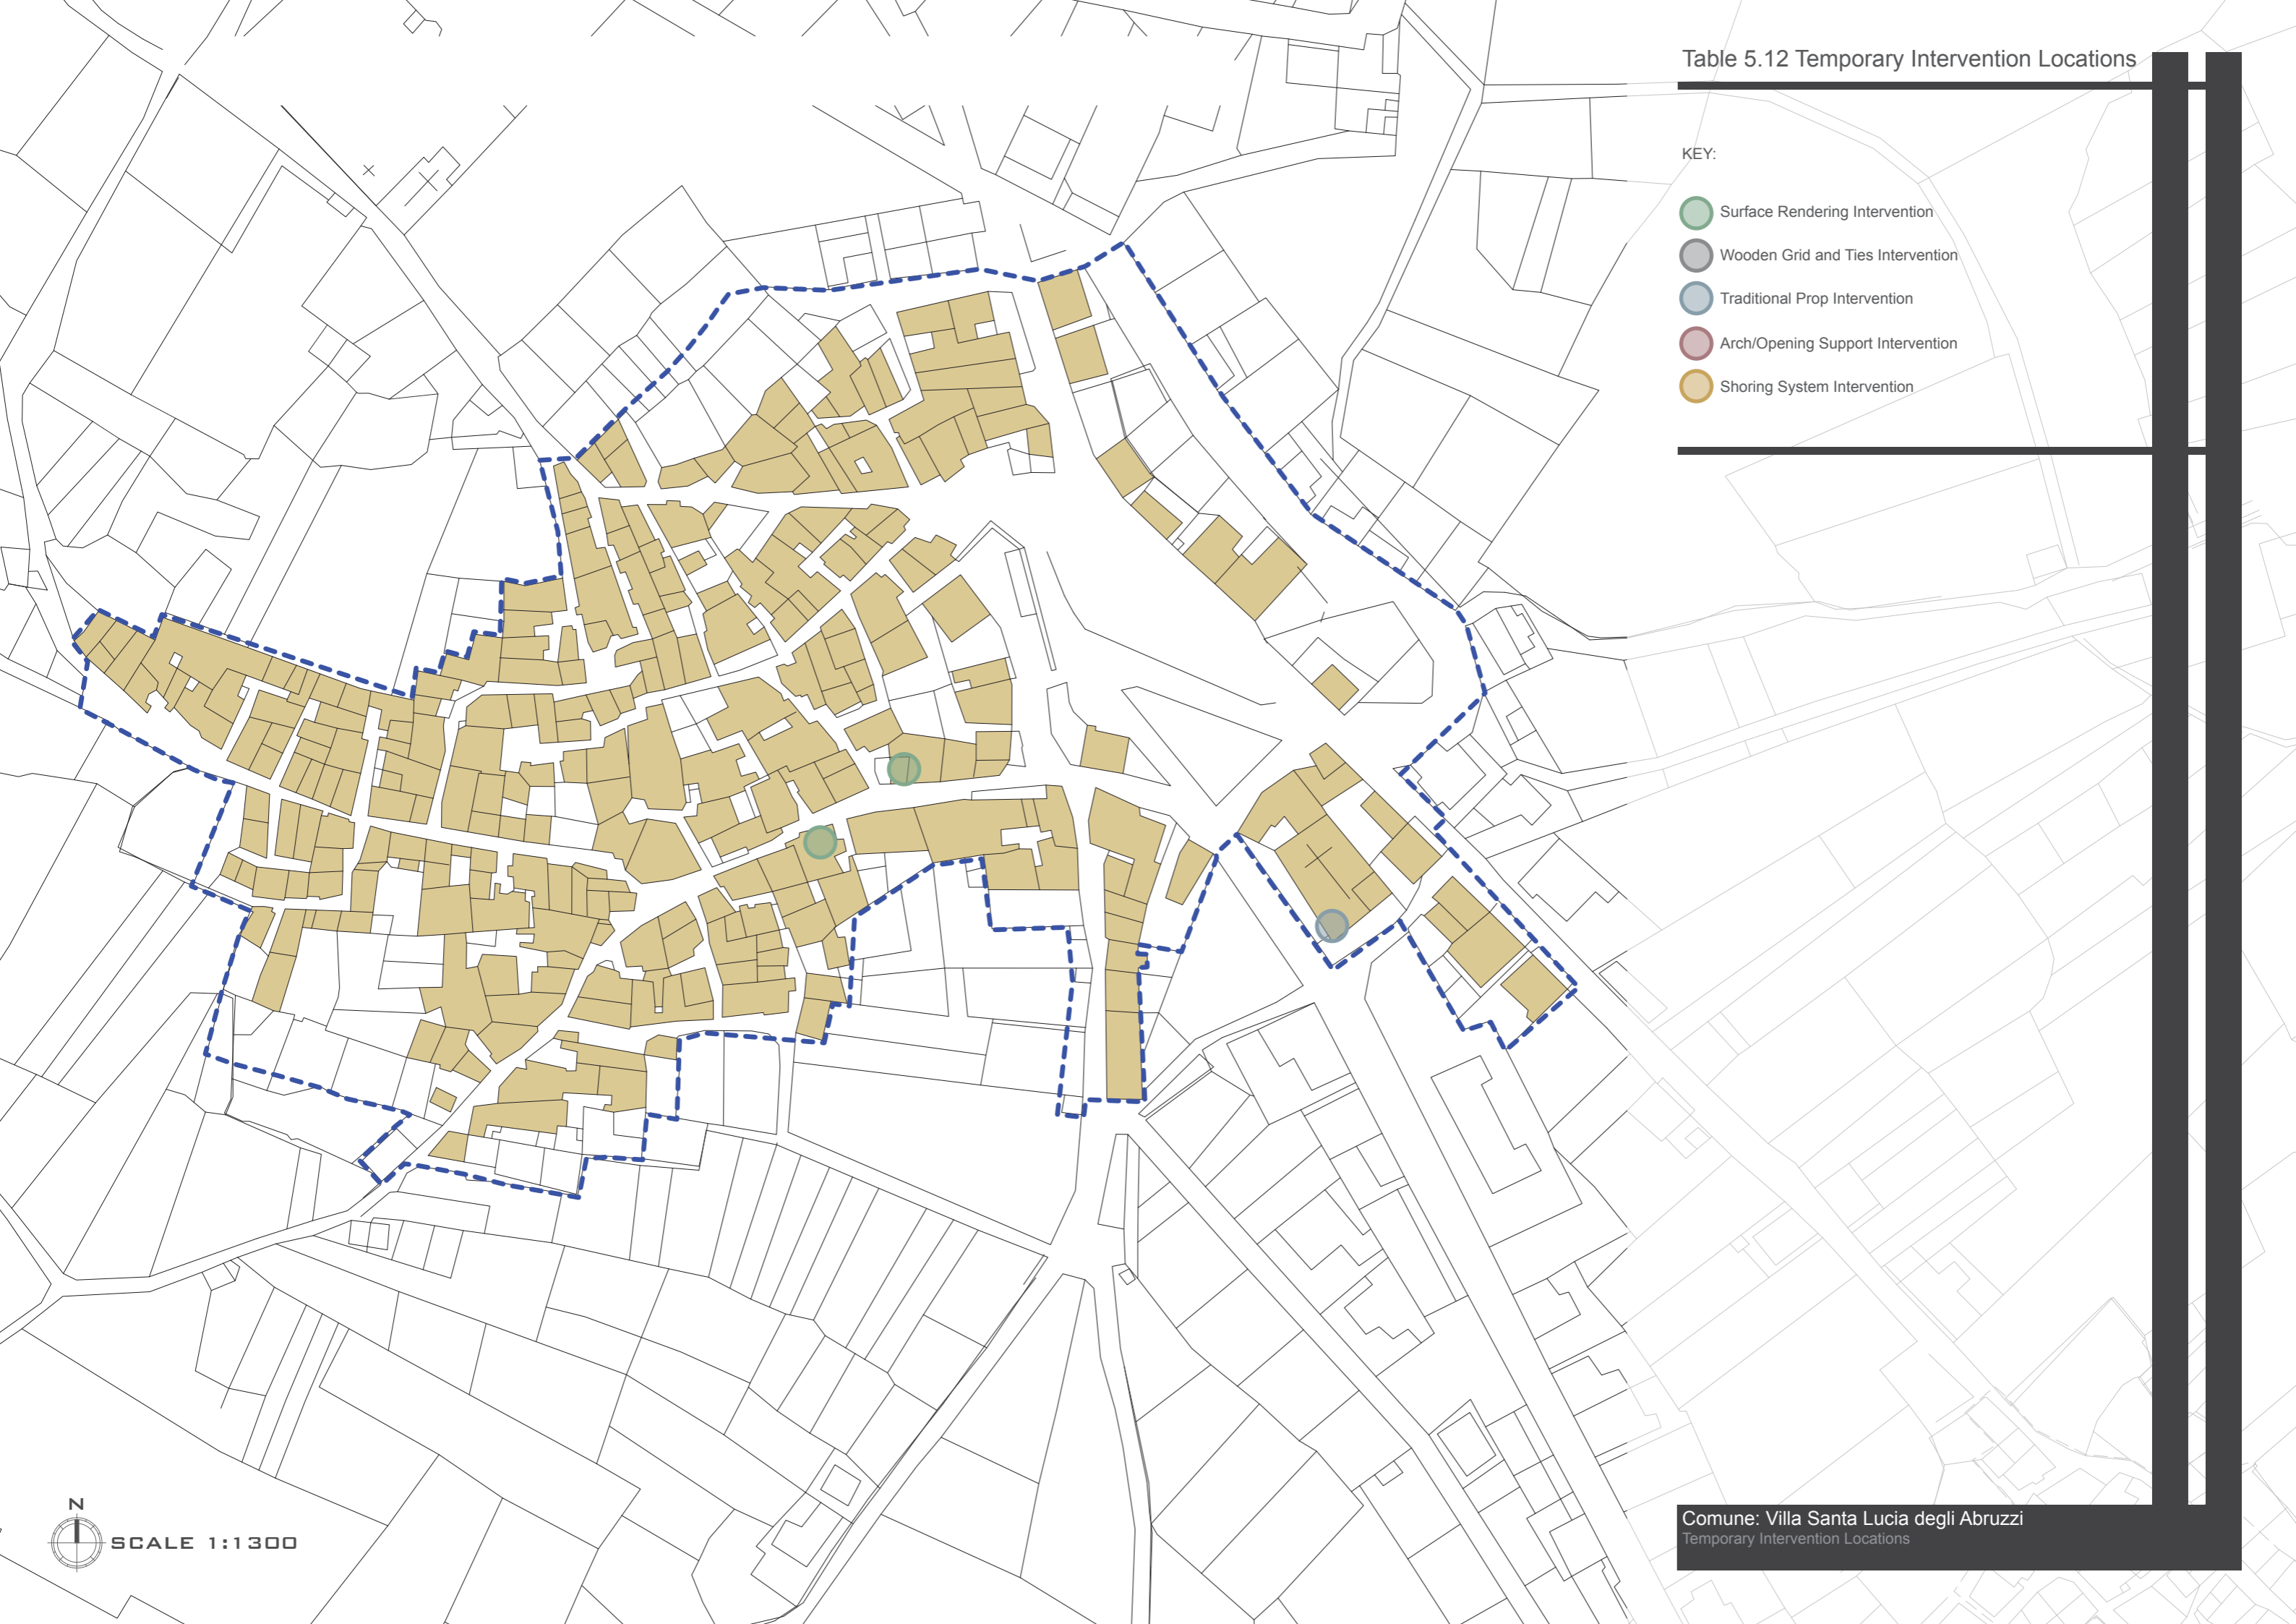 Table 5.12 Temporary Intervention Locations
KEY:
Surface Rendering Intervention
Wooden Grid and Ties Intervention
Traditional Prop Intervention
Arch/Opening Support Intervention
Shoring System Intervention
N
SCALE 1:1300
Comune: Villa Santa Lucia degli Abruzzi
Temporary Intervention Locations